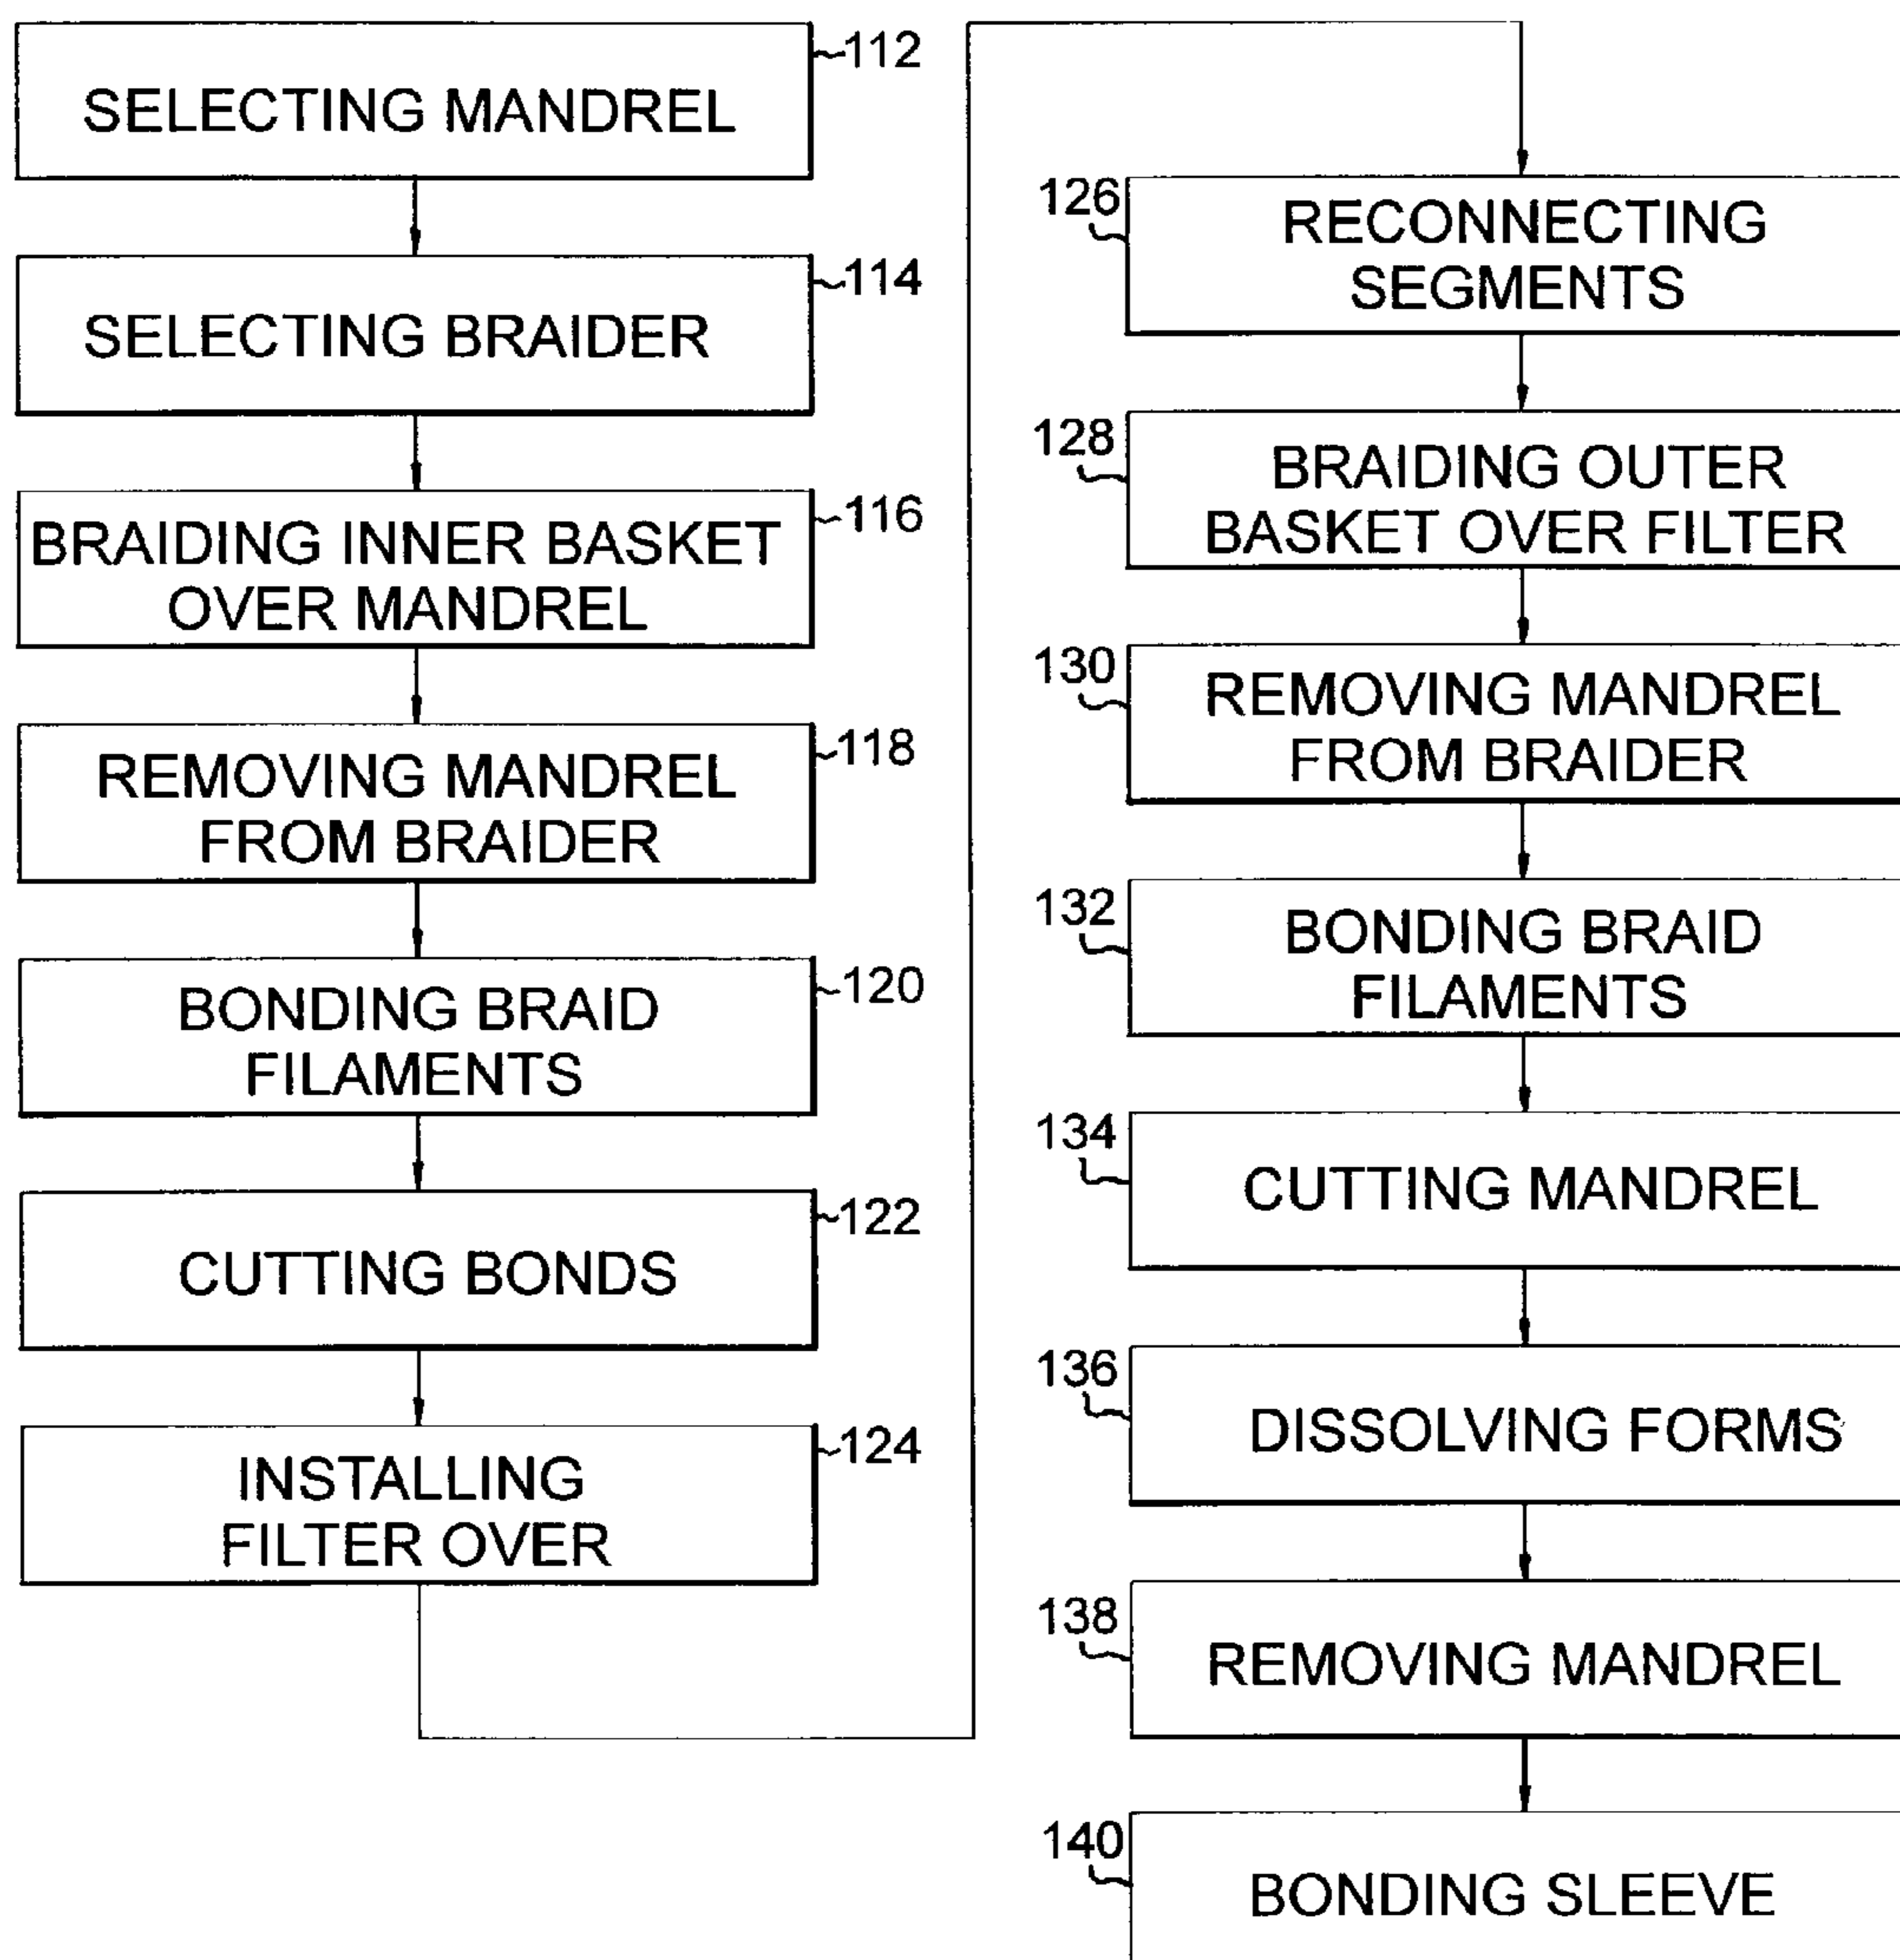 112
SELECTING MANDREL
114
SELECTING BRAIDER
116
BRAIDING INNER BASKET
OVER MANDREL
118
REMOVING MANDREL
FROM BRAIDER
120
BONDING BRAID
FILAMENTS
122
CUTTING BONDS
124
INSTALLING
FILTER OVER
126
RECONNECTING
SEGMENTS
128
BRAIDING OUTER
BASKET OVER FILTER
130
REMOVING MANDREL
FROM BRAIDER
132
BONDING BRAID
FILAMENTS
134
CUTTING MANDREL
136
DISSOLVING FORMS
138
REMOVING MANDREL
140
BONDING SLEEVE